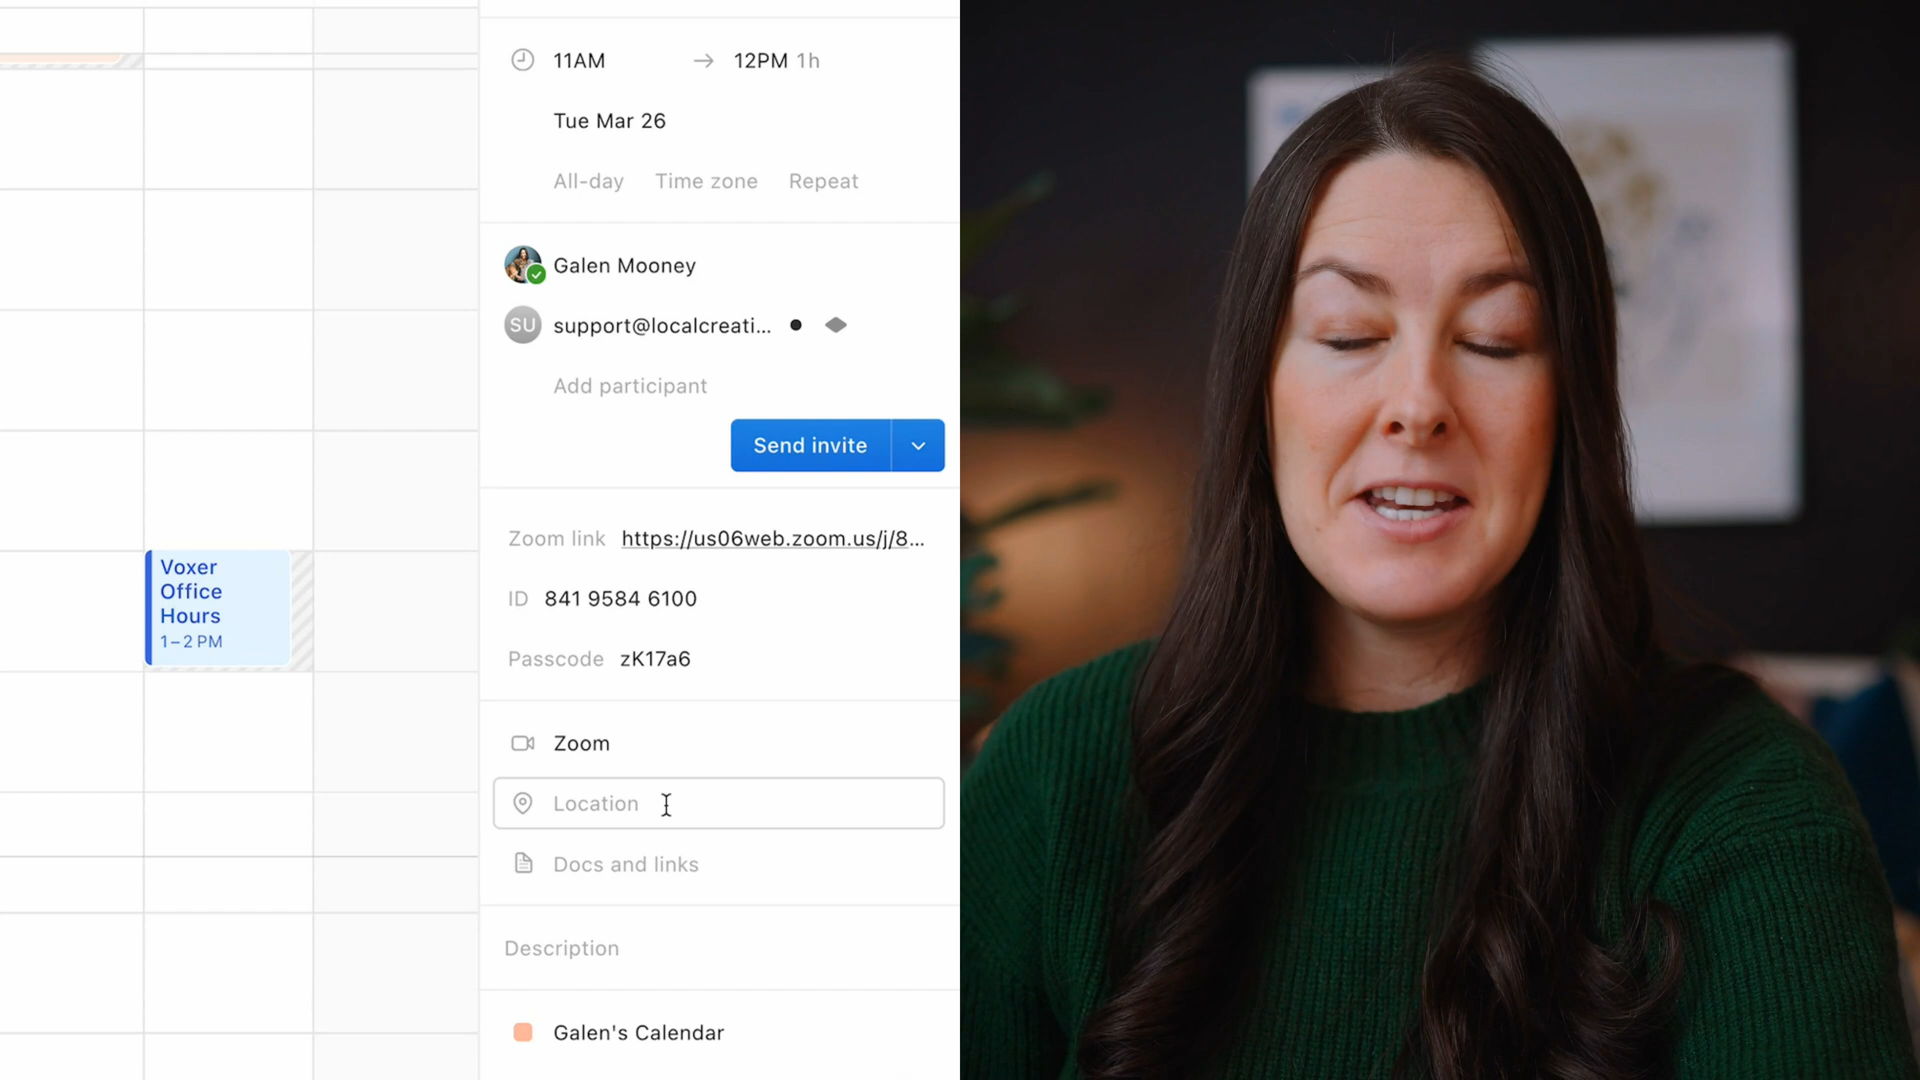 11AM → 12PM 1h
Tue Mar 26
All-day Time zone Repeat
Galen Mooney
SU support@localcreati...
Add participant
Send invite
Zoom link https://us06web.zoom.us/j/8...
ID 841 9584 6100
Passcode zK17a6
Zoom
Location
Docs and links
Description
Galen's Calendar
Voxer
Office
Hours
1–2 PM